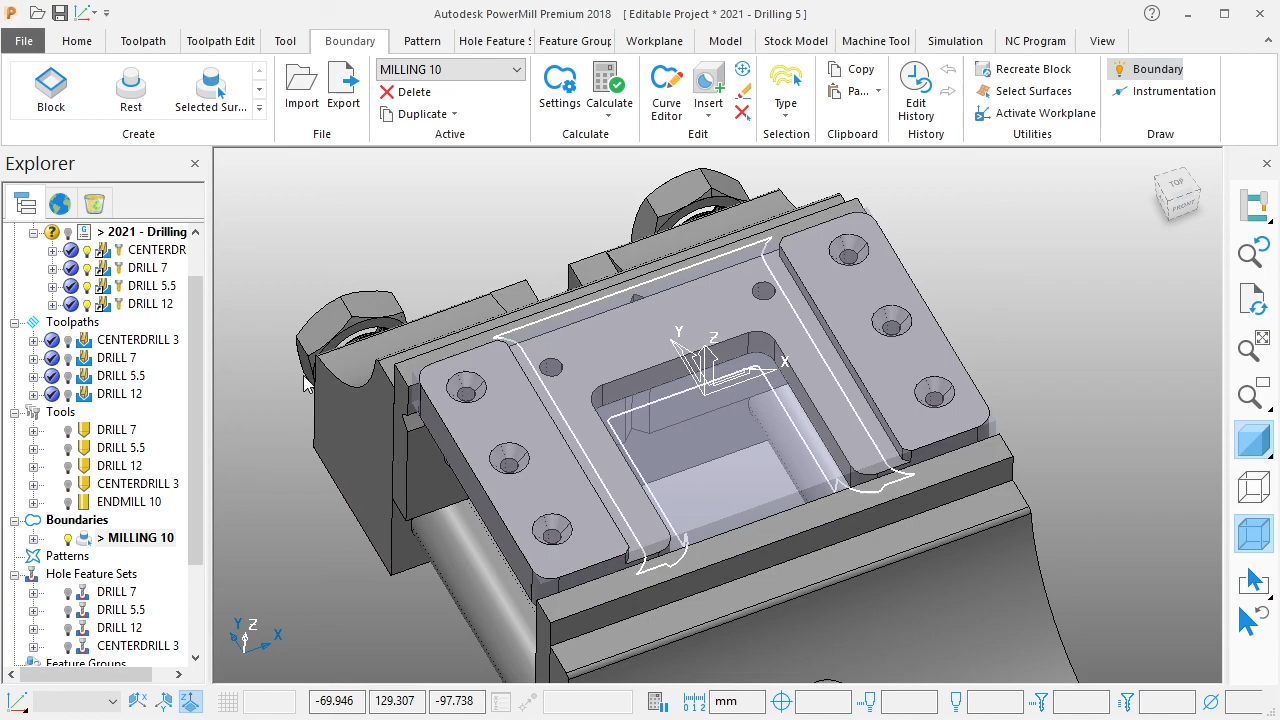 Autodesk PowerMill Premium 2018 [ Editable Project * 2021 - Drilling 5 ]
File Home Toolpath Toolpath Edit Tool Boundary Pattern Hole Feature S Feature Group Workplane Model Stock Model Machine Tool Simulation NC Program View
Block Rest Selected Sur...
Create
Import Export
File
MILLING 10
Delete
Duplicate
Active
Settings Calculate
Calculate
Curve Editor Insert
Edit
Type
Selection
Copy
Pa...
Clipboard
Edit History
History
Recreate Block
Select Surfaces
Activate Workplane
Utilities
Boundary
Instrumentation
Draw
Explorer
> 2021 - Drilling
CENTERDR
DRILL 7
DRILL 5.5
DRILL 12
Toolpaths
CENTERDRILL 3
DRILL 7
DRILL 5.5
DRILL 12
Tools
DRILL 7
DRILL 5.5
DRILL 12
CENTERDRILL 3
ENDMILL 10
Boundaries
> MILLING 10
Patterns
Hole Feature Sets
DRILL 7
DRILL 5.5
DRILL 12
CENTERDRILL 3
Feature Groups
TOP
FRONT
Y Z X
Y Z X
-69.946 129.307 -97.738 mm